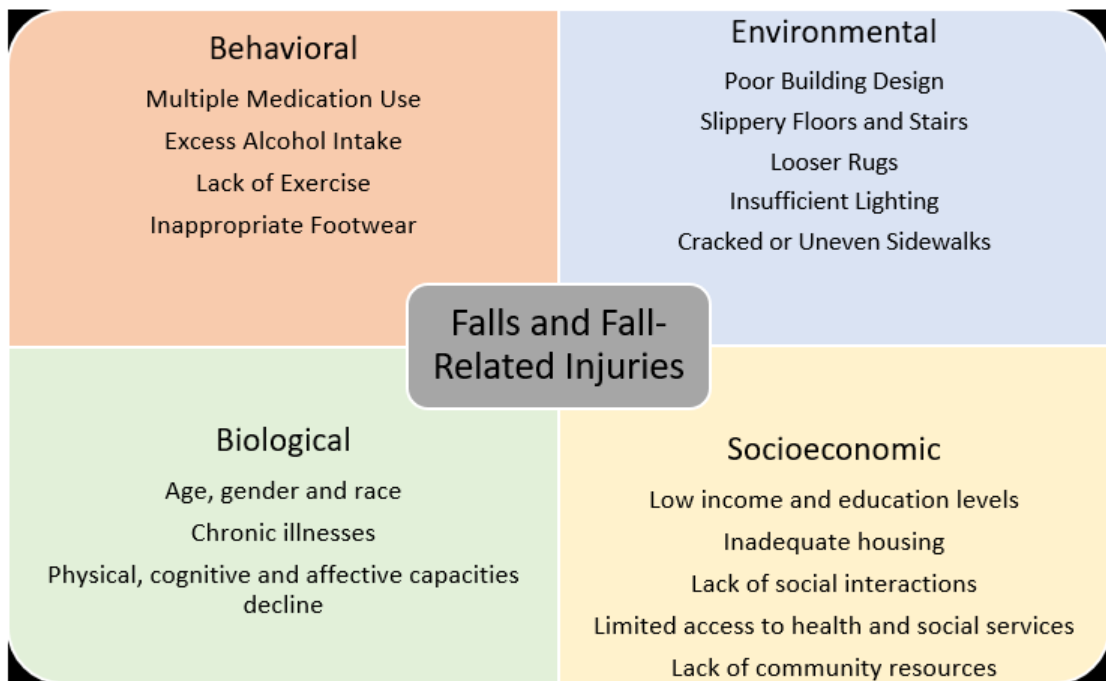 Behavioral
Multiple Medication Use
Excess Alcohol Intake
Lack of Exercise
Inappropriate Footwear
Environmental
Poor Building Design
Slippery Floors and Stairs
Looser Rugs
Insufficient Lighting
Cracked or Uneven Sidewalks
Falls and Fall-
Related Injuries
Biological
Age, gender and race
Chronic illnesses
Physical, cognitive and affective capacities
decline
Socioeconomic
Low income and education levels
Inadequate housing
Lack of social interactions
Limited access to health and social services
Lack of community resources